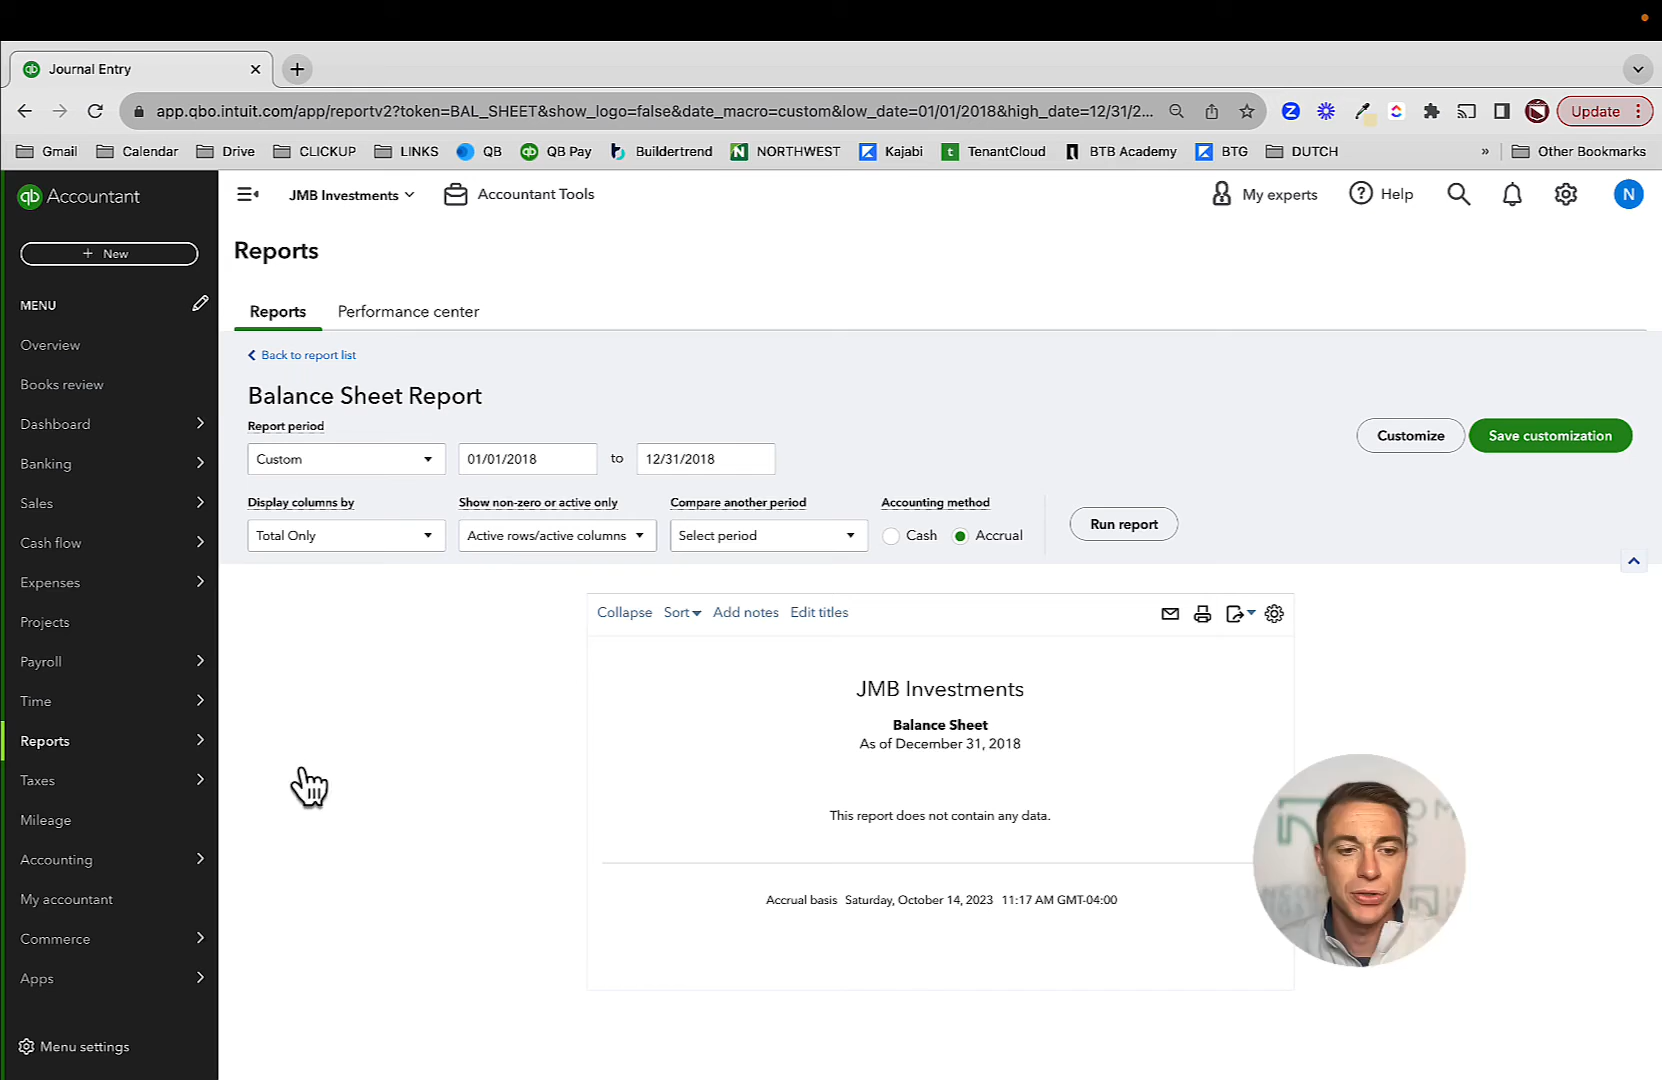 Journal Entry
app.qbo.intuit.com/app/reportv2?token=BAL_SHEET&show_logo=false&date_macro=custom&low_date=01/01/2018&high_date=12/31/2...
Update
Gmail Calendar Drive CLICKUP LINKS QB QB Pay Buildertrend NORTHWEST Kajabi TenantCloud BTB Academy BTG DUTCH » Other Bookmarks
qb Accountant
JMB Investments
Accountant Tools
My experts
Help
N
+ New
MENU
Overview
Books review
Dashboard
Banking
Sales
Cash flow
Expenses
Projects
Payroll
Time
Reports
Taxes
Mileage
Accounting
My accountant
Commerce
Apps
Menu settings
Reports
Reports Performance center
Back to report list
Balance Sheet Report
Report period
Custom 01/01/2018 to 12/31/2018
Customize Save customization
Display columns by Show non-zero or active only Compare another period Accounting method
Total Only Active rows/active columns Select period Cash Accrual
Run report
Collapse Sort Add notes Edit titles
JMB Investments
Balance Sheet
As of December 31, 2018
This report does not contain any data.
Accrual basis Saturday, October 14, 2023 11:17 AM GMT-04:00